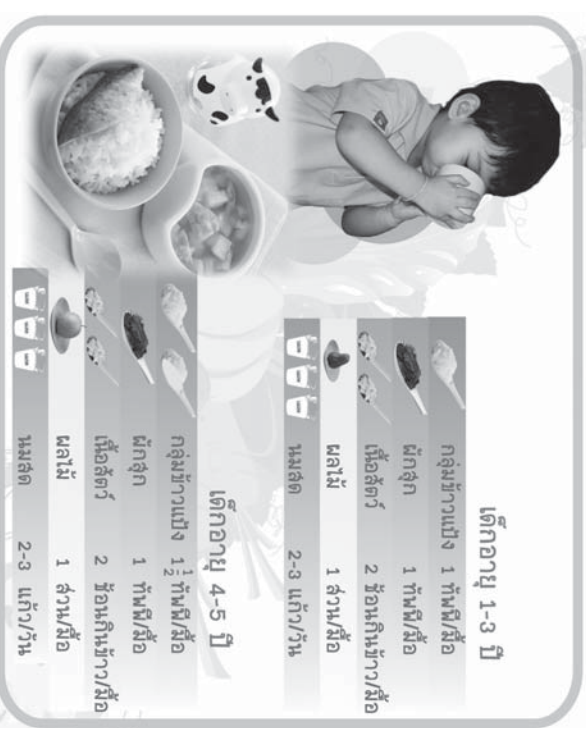 เด็กอายุ 1-3 ปี
กลุ่มข้าวแป้ง 1 ทัพพี/มื้อ
ผักสุก 1 ทัพพี/มื้อ
เนื้อสัตว์ 2 ช้อนกินข้าว/มื้อ
ผลไม้ 1 ส่วน/มื้อ
นมสด 2-3 แก้ว/วัน
เด็กอายุ 4-5 ปี
กลุ่มข้าวแป้ง 1 1/2 ทัพพี/มื้อ
ผักสุก 1 ทัพพี/มื้อ
เนื้อสัตว์ 2 ช้อนกินข้าว/มื้อ
ผลไม้ 1 ส่วน/มื้อ
นมสด 2-3 แก้ว/วัน